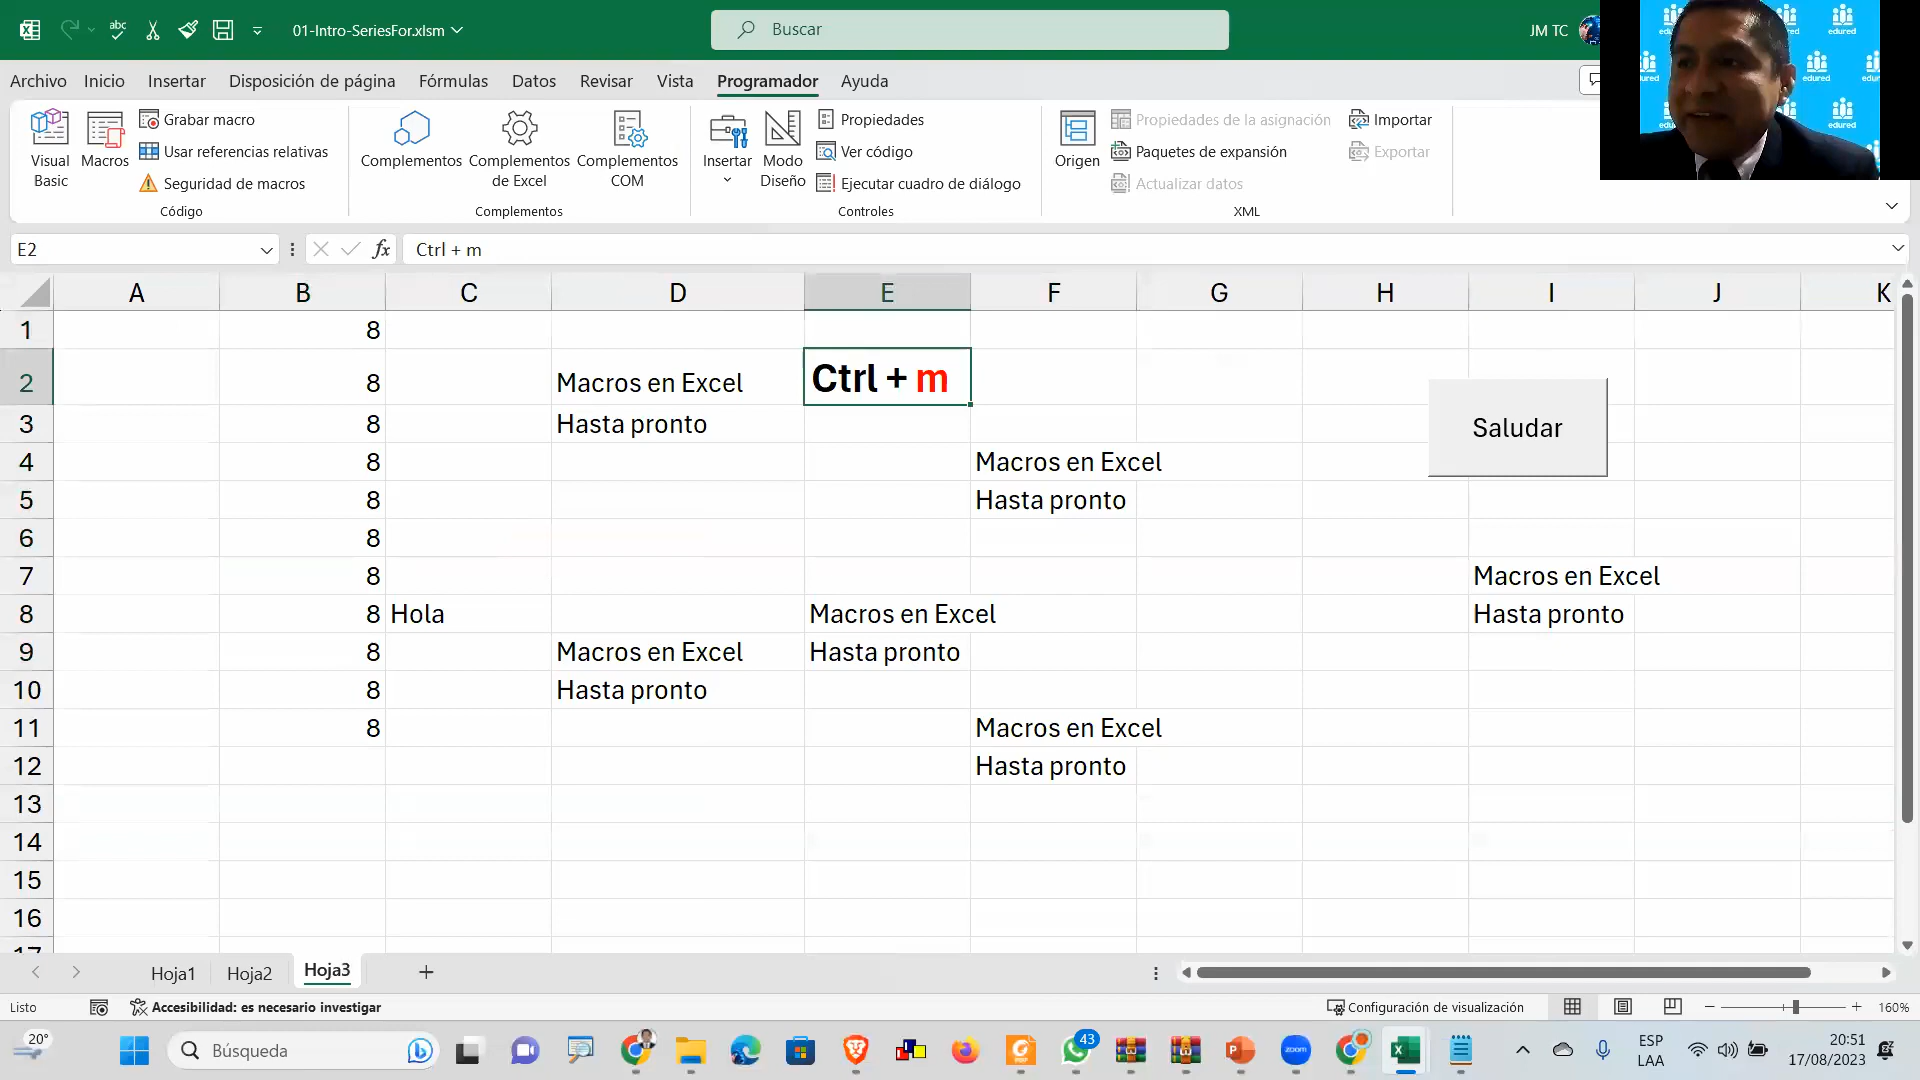 01-Intro-SeriesFor.xlsm
Buscar
JM TC
Archivo Inicio Insertar Disposición de página Fórmulas Datos Revisar Vista Programador Ayuda
Visual Basic
Macros
Grabar macro
Usar referencias relativas
Seguridad de macros
Código
Complementos
Complementos de Excel
Complementos COM
Complementos
Insertar
Modo Diseño
Propiedades
Ver código
Ejecutar cuadro de diálogo
Controles
Origen
Propiedades de la asignación
Paquetes de expansión
Actualizar datos
Importar
Exportar
XML
edured
edured
edured
edured
E2
fx
Ctrl + m
A B C D E F G H I J K
1 8
2 8 Macros en Excel Ctrl + m
Saludar
3 8 Hasta pronto
4 8 Macros en Excel
5 8 Hasta pronto
6 8
7 8 Macros en Excel
8 8 Hola Macros en Excel Hasta pronto
9 8 Macros en Excel Hasta pronto
10 8 Hasta pronto
11 8 Macros en Excel
12 Hasta pronto
13
14
15
16
17
Hoja1 Hoja2 Hoja3
Listo
Accesibilidad: es necesario investigar
Configuración de visualización
160%
20°
Búsqueda
43
zoom
ESP
LAA
20:51
17/08/2023